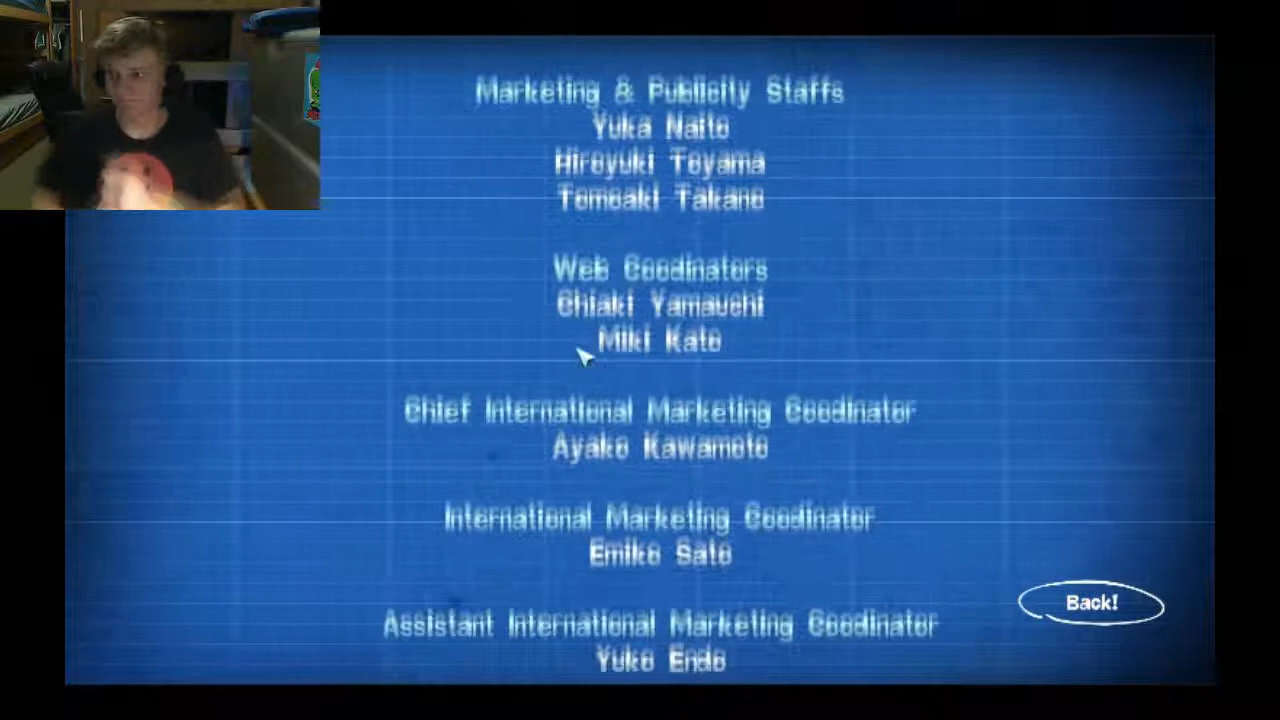 Marketing & Publicity Staffs
Yuka Naito
Hiroyuki Toyama
Tomoaki Takano
Web Coodinators
Chiaki Yamauchi
Miki Kato
Chief International Marketing Coodinator
Ayako Kawamoto
International Marketing Coodinator
Emiko Sato
Assistant International Marketing Coodinator
Yuko Endo
Back!